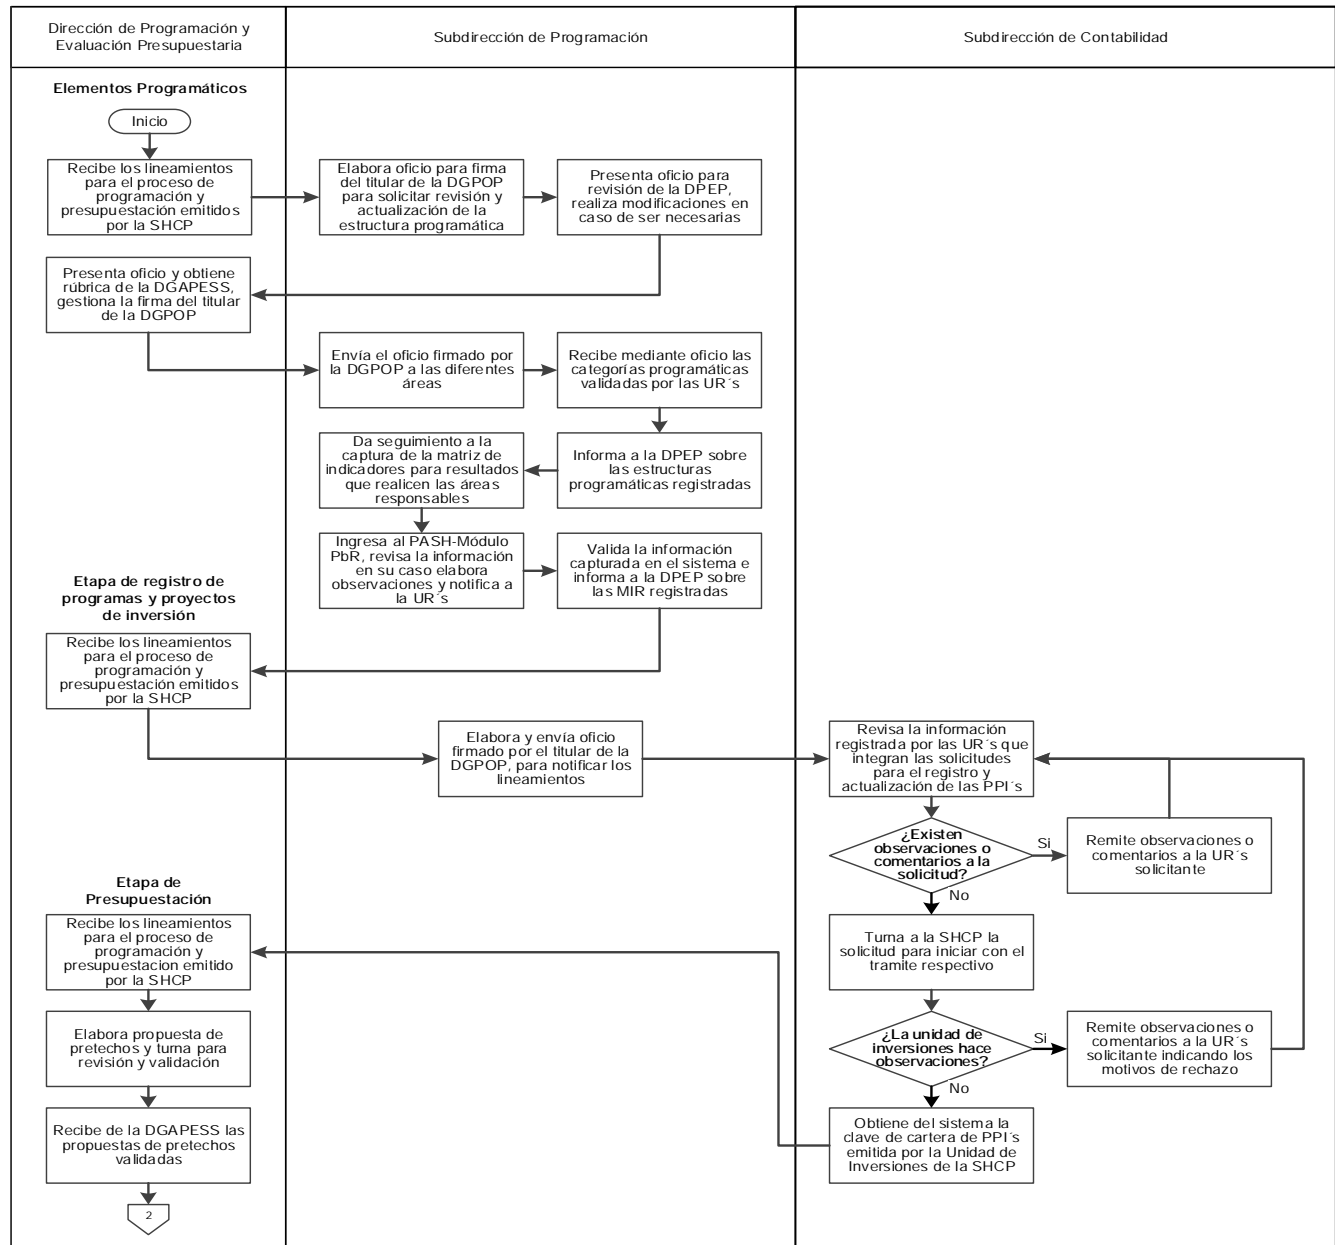 Dirección de Programación y
Evaluación Presupuestaria
Subdirección de Programación
Subdirección de Contabilidad
Elementos Programáticos
Inicio
Recibe los lineamientos
para el proceso de
programación y
presupuestación emitidos
por la SHCP
Elabora oficio para firma
del titular de la DGPOP
para solicitar revisión y
actualización de la
estructura programática
Presenta oficio para
revisión de la DPEP,
realiza modificaciones en
caso de ser necesarias
Presenta oficio y obtiene
rúbrica de la DGAPESS,
gestiona la firma del titular
de la DGPOP
Envía el oficio firmado por
la DGPOP a las diferentes
áreas
Recibe mediante oficio las
categorías programáticas
validadas por las UR´s
Da seguimiento a la
captura de la matriz de
indicadores para resultados
que realicen las áreas
responsables
Informa a la DPEP sobre
las estructuras
programáticas registradas
Ingresa al PASH-Módulo
PbR, revisa la información
en su caso elabora
observaciones y notifica a
la UR´s
Valida la información
capturada en el sistema e
informa a la DPEP sobre
las MIR registradas
Etapa de registro de
programas y proyectos
de inversión
Recibe los lineamientos
para el proceso de
programación y
presupuestación emitidos
por la SHCP
Elabora y envía oficio
firmado por el titular de la
DGPOP, para notificar los
lineamientos
Revisa la información
registrada por las UR´s que
integran las solicitudes
para el registro y
actualización de las PPI´s
¿Existen
observaciones o
comentarios a la
solicitud?
Si
Remite observaciones o
comentarios a la UR´s
solicitante
No
Etapa de
Presupuestación
Recibe los lineamientos
para el proceso de
programación y
presupuestacion emitido
por la SHCP
Turna a la SHCP la
solicitud para iniciar con el
tramite respectivo
Elabora propuesta de
pretechos y turna para
revisión y validación
¿La unidad de
inversiones hace
observaciones?
Si
Remite observaciones o
comentarios a la UR´s
solicitante indicando los
motivos de rechazo
No
Recibe de la DGAPESS las
propuestas de pretechos
validadas
Obtiene del sistema la
clave de cartera de PPI´s
emitida por la Unidad de
Inversiones de la SHCP
2